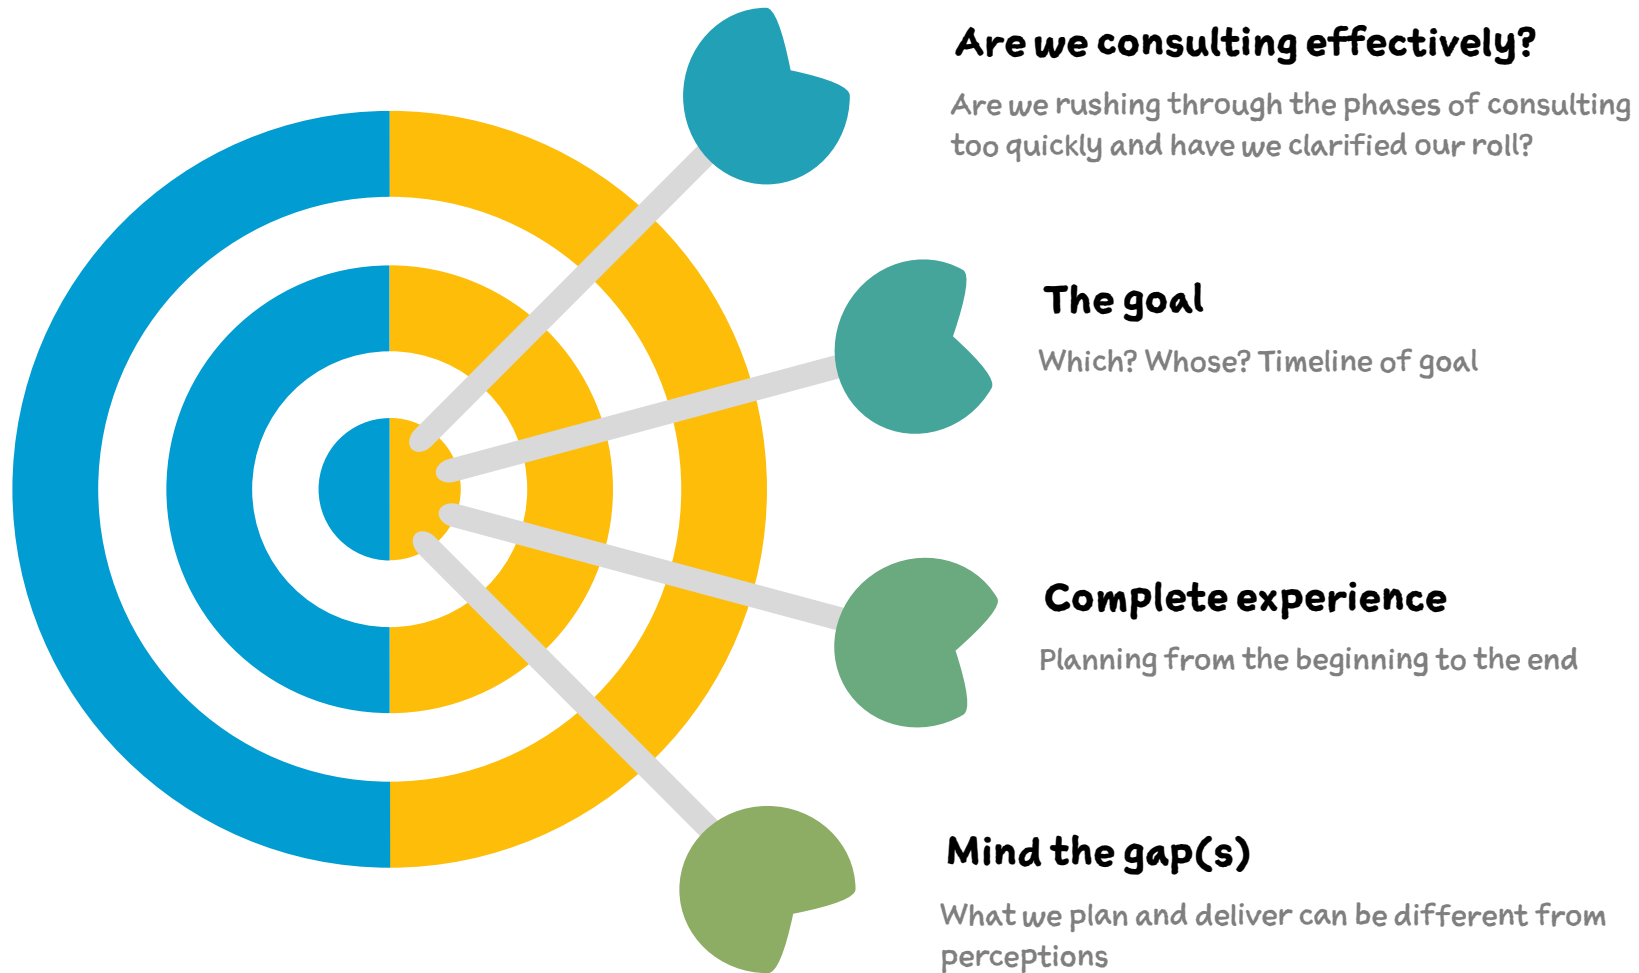 Are we consulting effectively?
Are we rushing through the phases of consulting
too quickly and have we clarified our roll?
The goal
Which? Whose? Timeline of goal
Complete experience
Planning from the beginning to the end
Mind the gap(s)
What we plan and deliver can be different from
perceptions